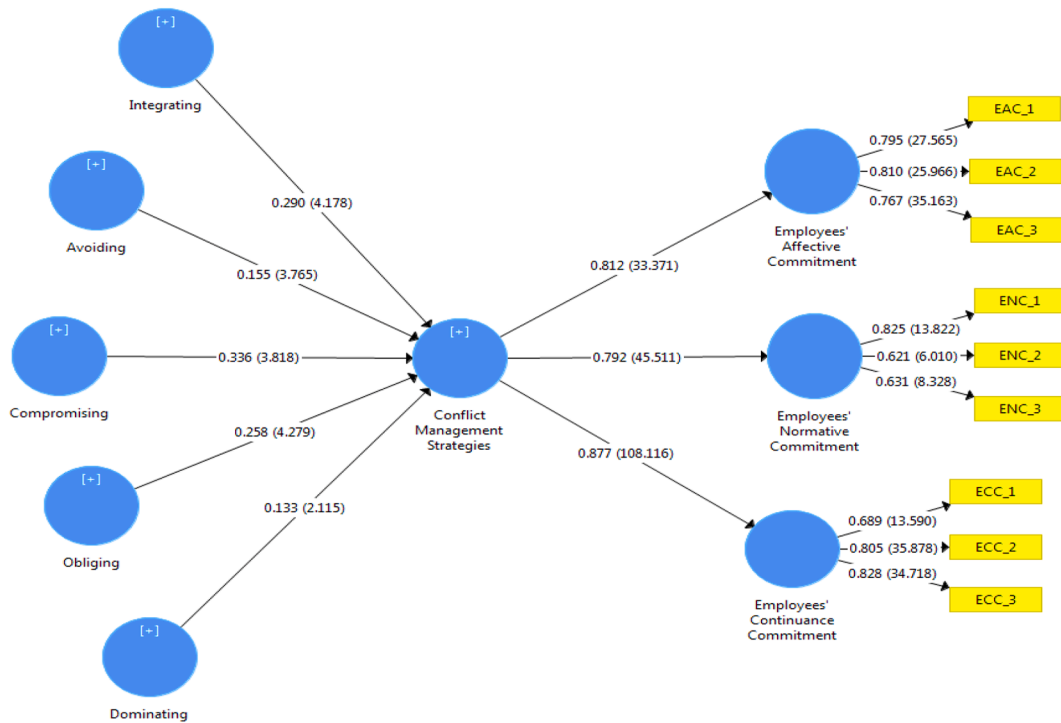 [+]
Integrating
[+]
Avoiding
[+]
Compromising
[+]
Obliging
[+]
Dominating
0.290 (4.178)
0.155 (3.765)
0.336 (3.818)
0.258 (4.279)
0.133 (2.115)
[+]
Conflict
Management
Strategies
0.812 (33.371)
0.792 (45.511)
0.877 (108.116)
Employees'
Affective
Commitment
0.795 (27.565)
0.810 (25.966)
0.767 (35.163)
EAC_1
EAC_2
EAC_3
Employees'
Normative
Commitment
0.825 (13.822)
0.621 (6.010)
0.631 (8.328)
ENC_1
ENC_2
ENC_3
Employees'
Continuance
Commitment
0.689 (13.590)
0.805 (35.878)
0.828 (34.718)
ECC_1
ECC_2
ECC_3